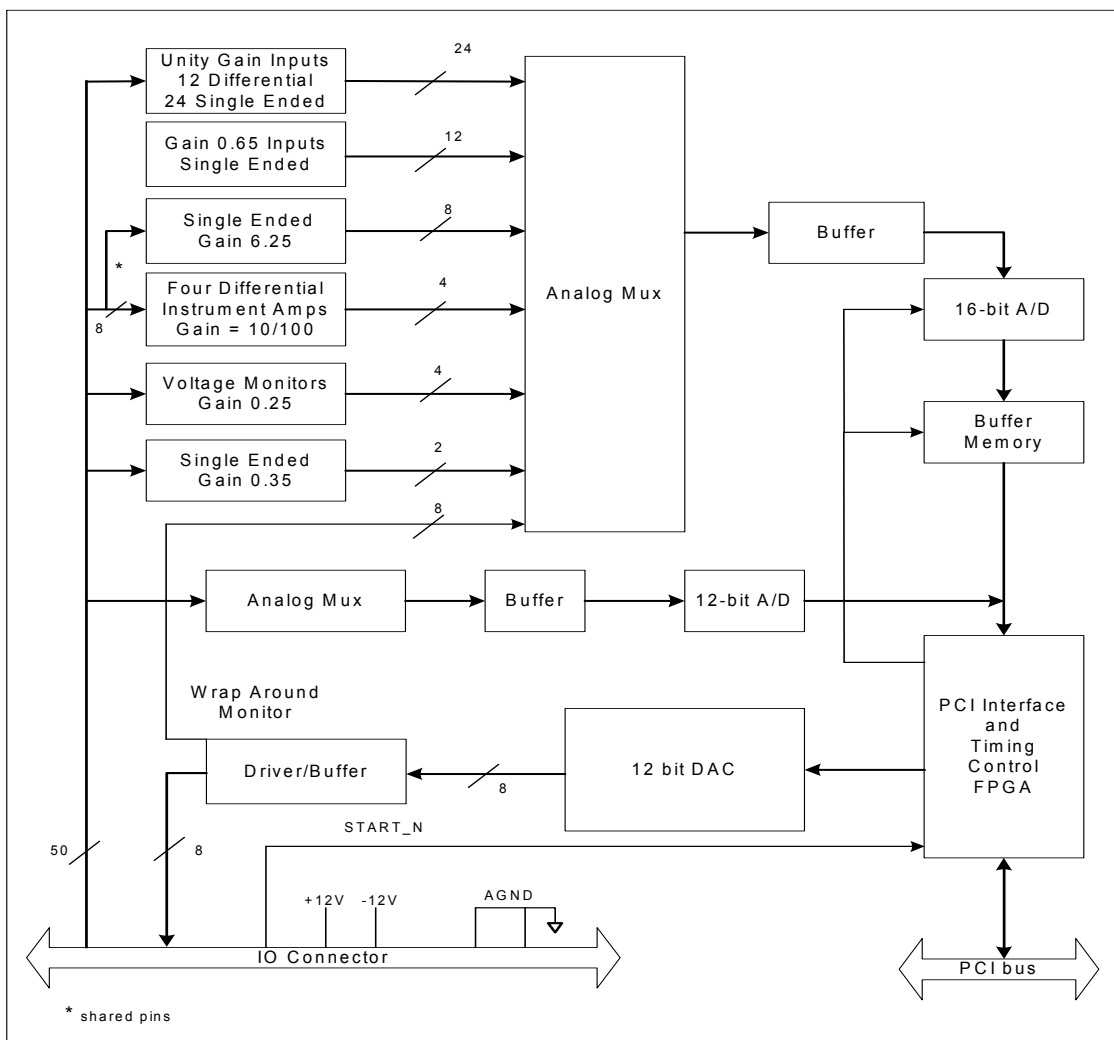 Unity Gain Inputs
12 Differential
24 Single Ended
24
Gain 0.65 Inputs
Single Ended
12
Single Ended
Gain 6.25
8
*
Four Differential
Instrument Amps
Gain = 10/100
8
4
Voltage Monitors
Gain 0.25
4
Single Ended
Gain 0.35
2
8
Analog Mux
Buffer
16-bit A/D
Buffer
Memory
Analog Mux
Buffer
12-bit A/D
Wrap Around
Monitor
Driver/Buffer
8
12 bit DAC
PCI Interface
and
Timing
Control
FPGA
START_N
50
8
+12V
-12V
AGND
IO Connector
PCI bus
* shared pins